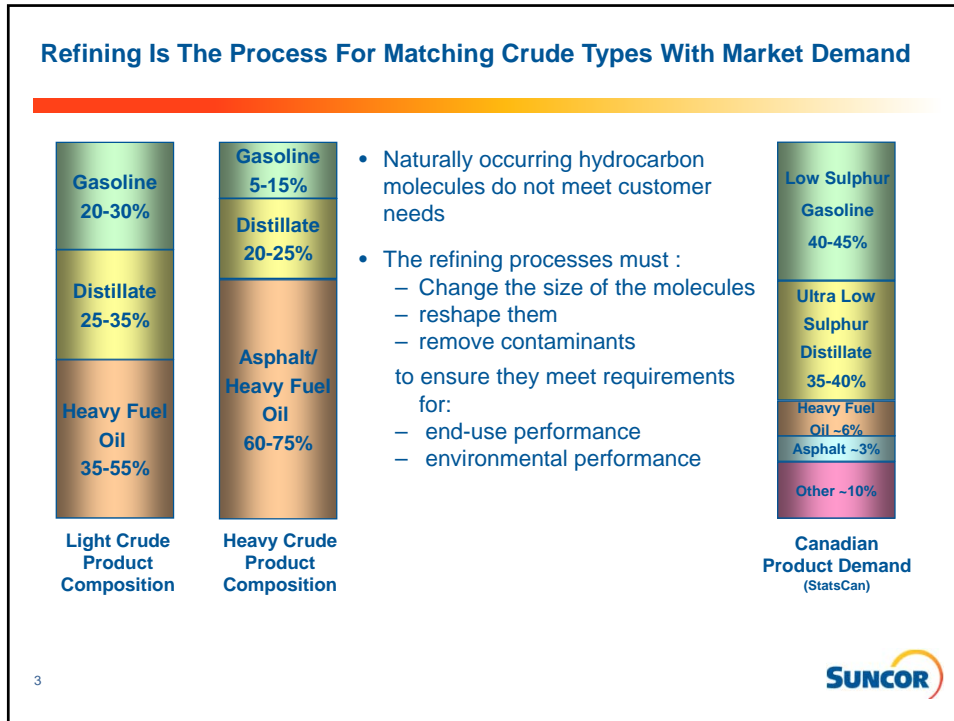 Refining Is The Process For Matching Crude Types With Market Demand
Gasoline
20-30%
Distillate
25-35%
Heavy Fuel
Oil
35-55%
Light Crude
Product
Composition
Gasoline
5-15%
Distillate
20-25%
Asphalt/
Heavy Fuel
Oil
60-75%
Heavy Crude
Product
Composition
• Naturally occurring hydrocarbon
molecules do not meet customer
needs
• The refining processes must :
– Change the size of the molecules
– reshape them
– remove contaminants
to ensure they meet requirements
for:
– end-use performance
– environmental performance
Low Sulphur
Gasoline
40-45%
Ultra Low
Sulphur
Distillate
35-40%
Heavy Fuel
Oil ~6%
Asphalt ~3%
Other ~10%
Canadian
Product Demand
(StatsCan)
3
SUNCOR